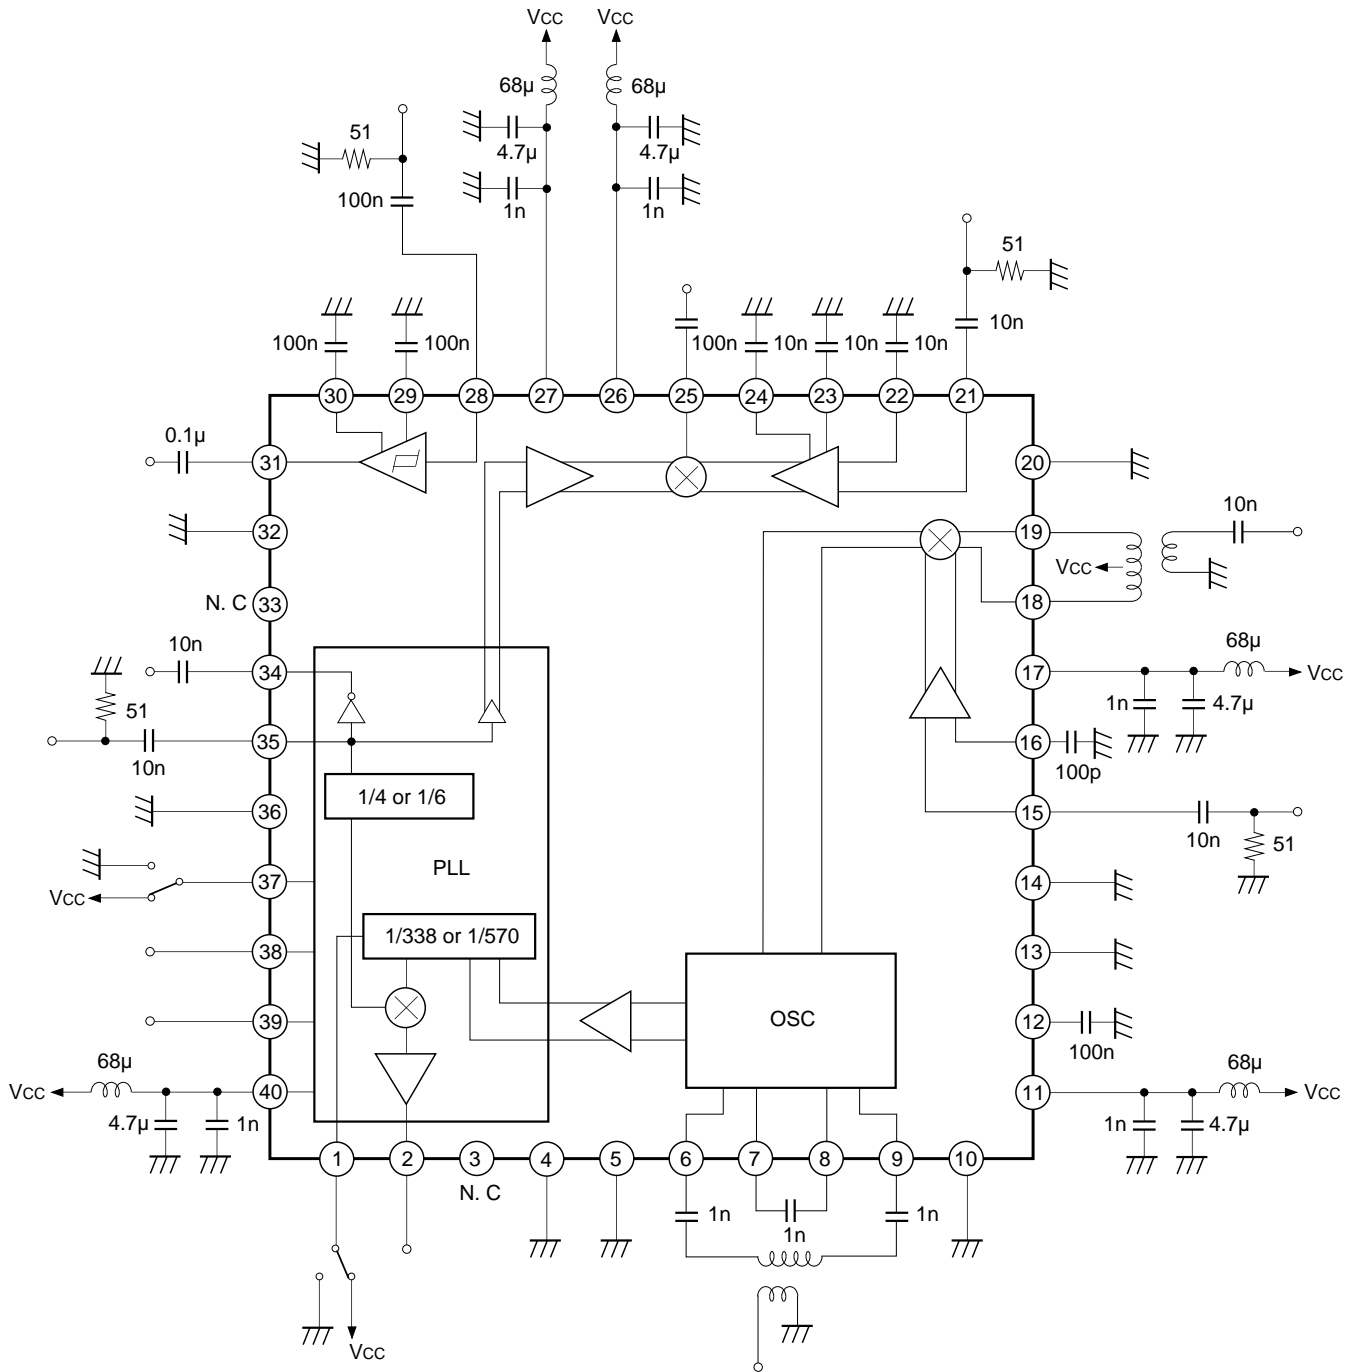 VCC VCC
68µ 68µ
51 4.7µ 4.7µ
100n 1n 1n
51
100n 100n 100n 10n 10n 10n 10n
30 29 28 27 26 25 24 23 22 21
0.1µ
31 20
32 19 10n
N. C 33 VCC 18
10n 34 17 68µ VCC
51 1n 4.7µ
35 16
10n 100p
1/4 or 1/6
36 15 10n 51
PLL
VCC 37 14
1/338 or 1/570
38 13
39 OSC 12
100n
68µ 68µ
VCC 40 11 VCC
4.7µ 1n 1n 4.7µ
1 2 3 4 5 6 7 8 9 10
N. C
1n 1n 1n
VCC